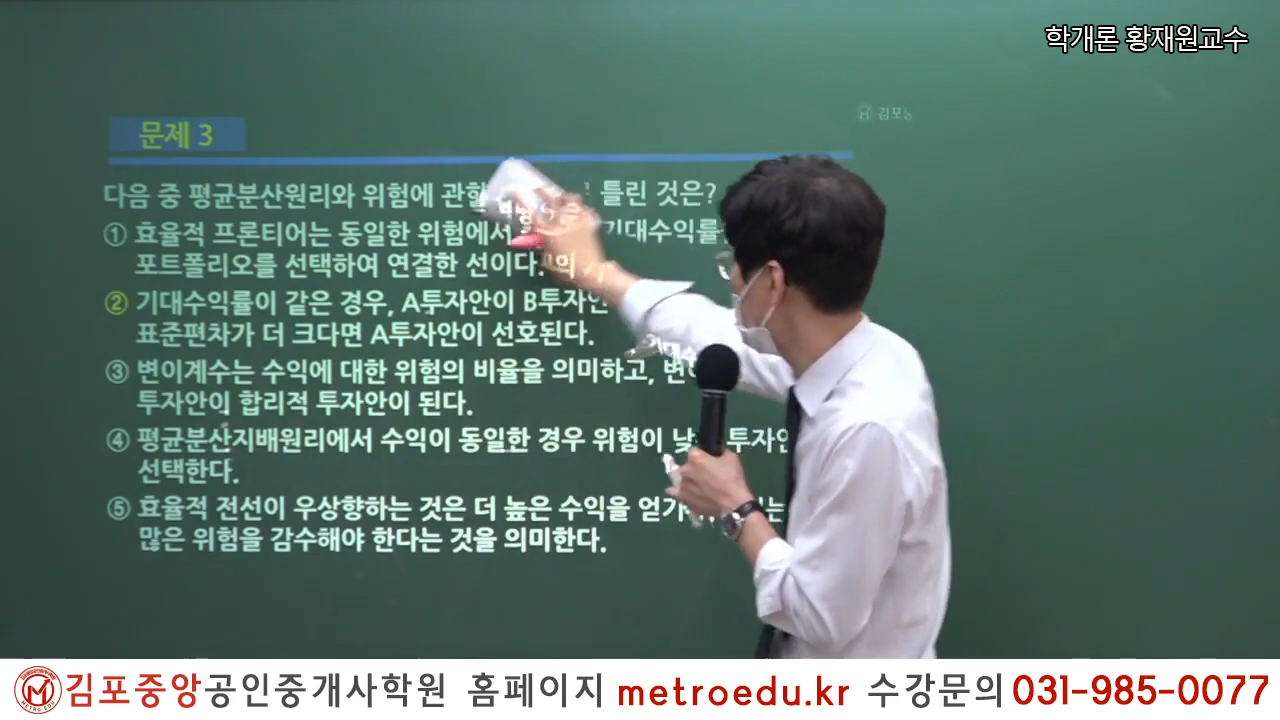 학개론 황재원교수
김포
문제 3
다음 중 평균분산원리와 위험에 관한 틀린 것은?
① 효율적 프론티어는 동일한 위험에서 기대수익률
포트폴리오를 선택하여 연결한 선이다.
② 기대수익률이 같은 경우, A투자안이 B투자안
표준편차가 더 크다면 A투자안이 선호된다.
③ 변이계수는 수익에 대한 위험의 비율을 의미하고,
투자안이 합리적 투자안이 된다.
④ 평균분산지배원리에서 수익이 동일한 경우 위험이 투자안
선택한다.
⑤ 효율적 전선이 우상향하는 것은 더 높은 수익을
많은 위험을 감수해야 한다는 것을 의미한다.
METRO EDU 김포중앙공인중개사학원 홈페이지 metroedu.kr 수강문의 031-985-0077